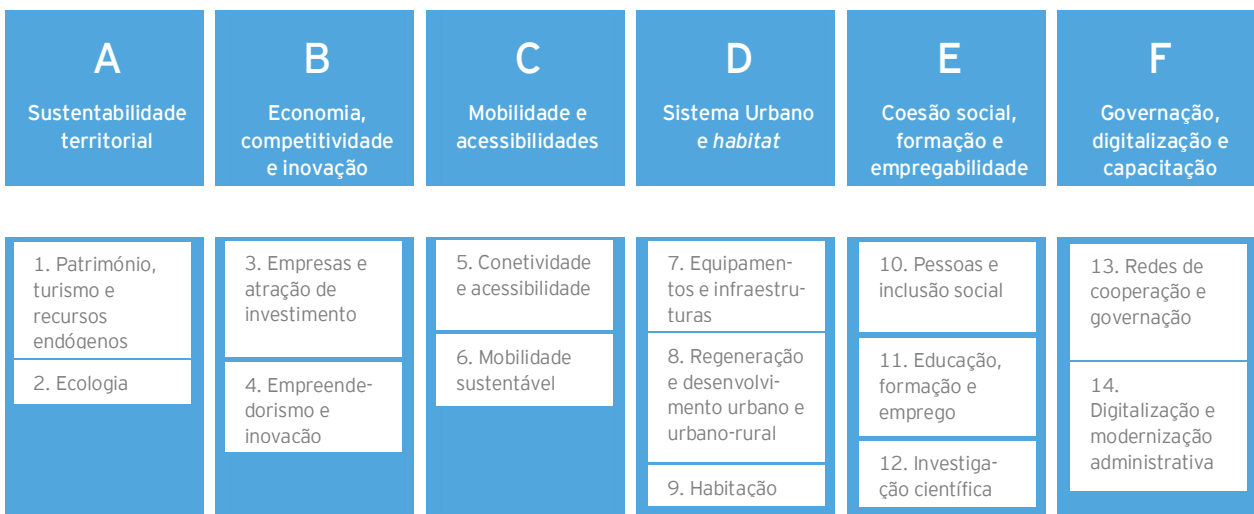 A
Sustentabilidade
territorial
B
Economia,
competitividade
e inovação
C
Mobilidade e
acessibilidades
D
Sistema Urbano
e habitat
E
Coesão social,
formação e
empregabilidade
F
Governação,
digitalização e
capacitação
1. Património,
turismo e
recursos
endógenos
2. Ecologia
3. Empresas e
atração de
investimento
4. Empreende-
dorismo e
inovação
5. Conetividade
e acessibilidade
6. Mobilidade
sustentável
7. Equipamen-
tos e infraestru-
turas
8. Regeneração
e desenvolvi-
mento urbano e
urbano-rural
9. Habitação
10. Pessoas e
inclusão social
11. Educação,
formação e
emprego
12. Investiga-
ção científica
13. Redes de
cooperação e
governação
14.
Digitalização e
modernização
administrativa